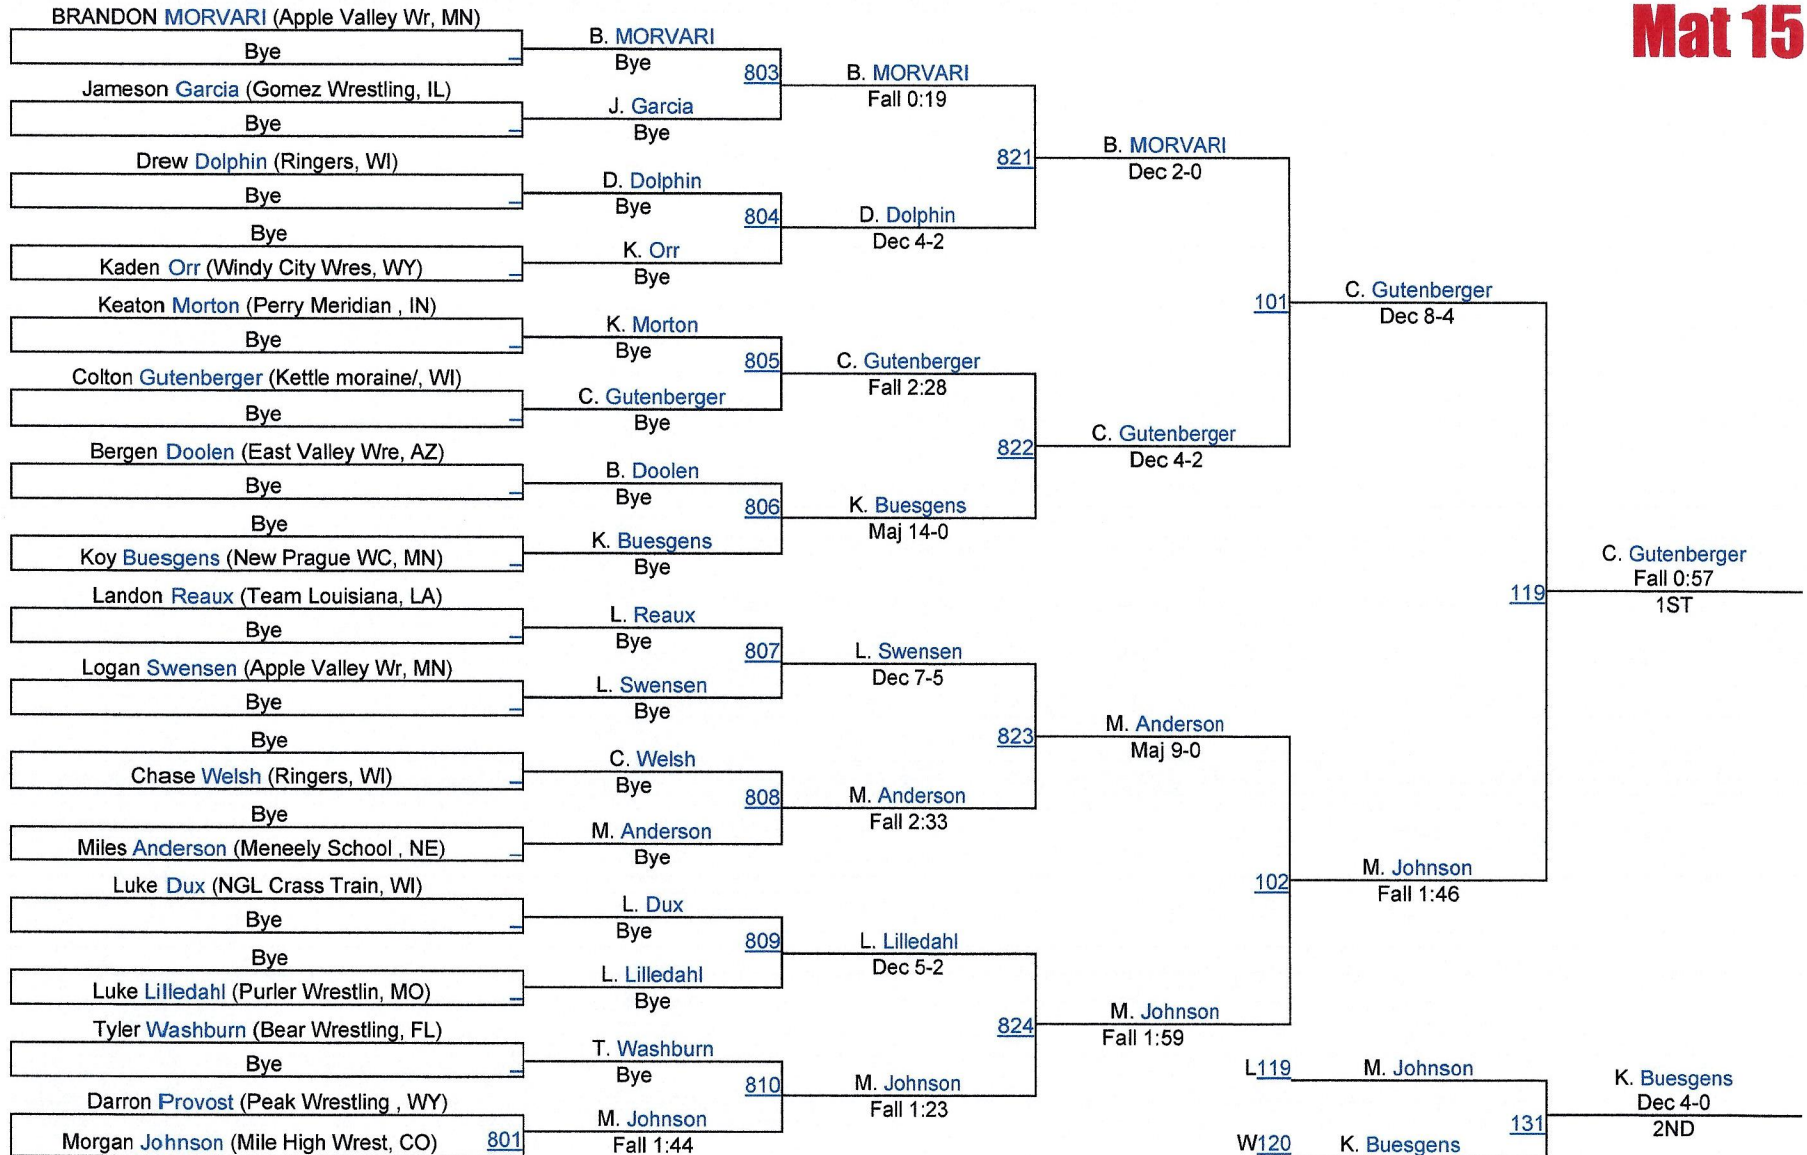 Mat 15
BRANDON MORVARI (Apple Valley Wr, MN)
Bye
Jameson Garcia (Gomez Wrestling, IL)
Bye
Drew Dolphin (Ringers, WI)
Bye
Bye
Kaden Orr (Windy City Wres, WY)
Keaton Morton (Perry Meridian , IN)
Bye
Colton Gutenberger (Kettle moraine/, WI)
Bye
Bergen Doolen (East Valley Wre, AZ)
Bye
Bye
Koy Buesgens (New Prague WC, MN)
Landon Reaux (Team Louisiana, LA)
Bye
Logan Swensen (Apple Valley Wr, MN)
Bye
Bye
Chase Welsh (Ringers, WI)
Bye
Miles Anderson (Meneely School , NE)
Luke Dux (NGL Crass Train, WI)
Bye
Bye
Luke Lilledahl (Purler Wrestlin, MO)
Tyler Washburn (Bear Wrestling, FL)
Bye
Darron Provost (Peak Wrestling , WY)
Morgan Johnson (Mile High Wrest, CO)
801
B. MORVARI
Bye
803
J. Garcia
Bye
D. Dolphin
Bye
804
K. Orr
Bye
K. Morton
Bye
805
C. Gutenberger
Bye
B. Doolen
Bye
806
K. Buesgens
Bye
L. Reaux
Bye
807
L. Swensen
Bye
C. Welsh
Bye
808
M. Anderson
Bye
L. Dux
Bye
809
L. Lilledahl
Bye
T. Washburn
Bye
810
M. Johnson
Fall 1:44
B. MORVARI
Fall 0:19
821
D. Dolphin
Dec 4-2
C. Gutenberger
Fall 2:28
822
K. Buesgens
Maj 14-0
L. Swensen
Dec 7-5
823
M. Anderson
Fall 2:33
L. Lilledahl
Dec 5-2
824
M. Johnson
Fall 1:23
B. MORVARI
Dec 2-0
101
C. Gutenberger
Dec 4-2
M. Anderson
Maj 9-0
102
M. Johnson
Fall 1:59
C. Gutenberger
Dec 8-4
119
M. Johnson
Fall 1:46
C. Gutenberger
Fall 0:57
1ST
L119
M. Johnson
131
W120
K. Buesgens
K. Buesgens
Dec 4-0
2ND